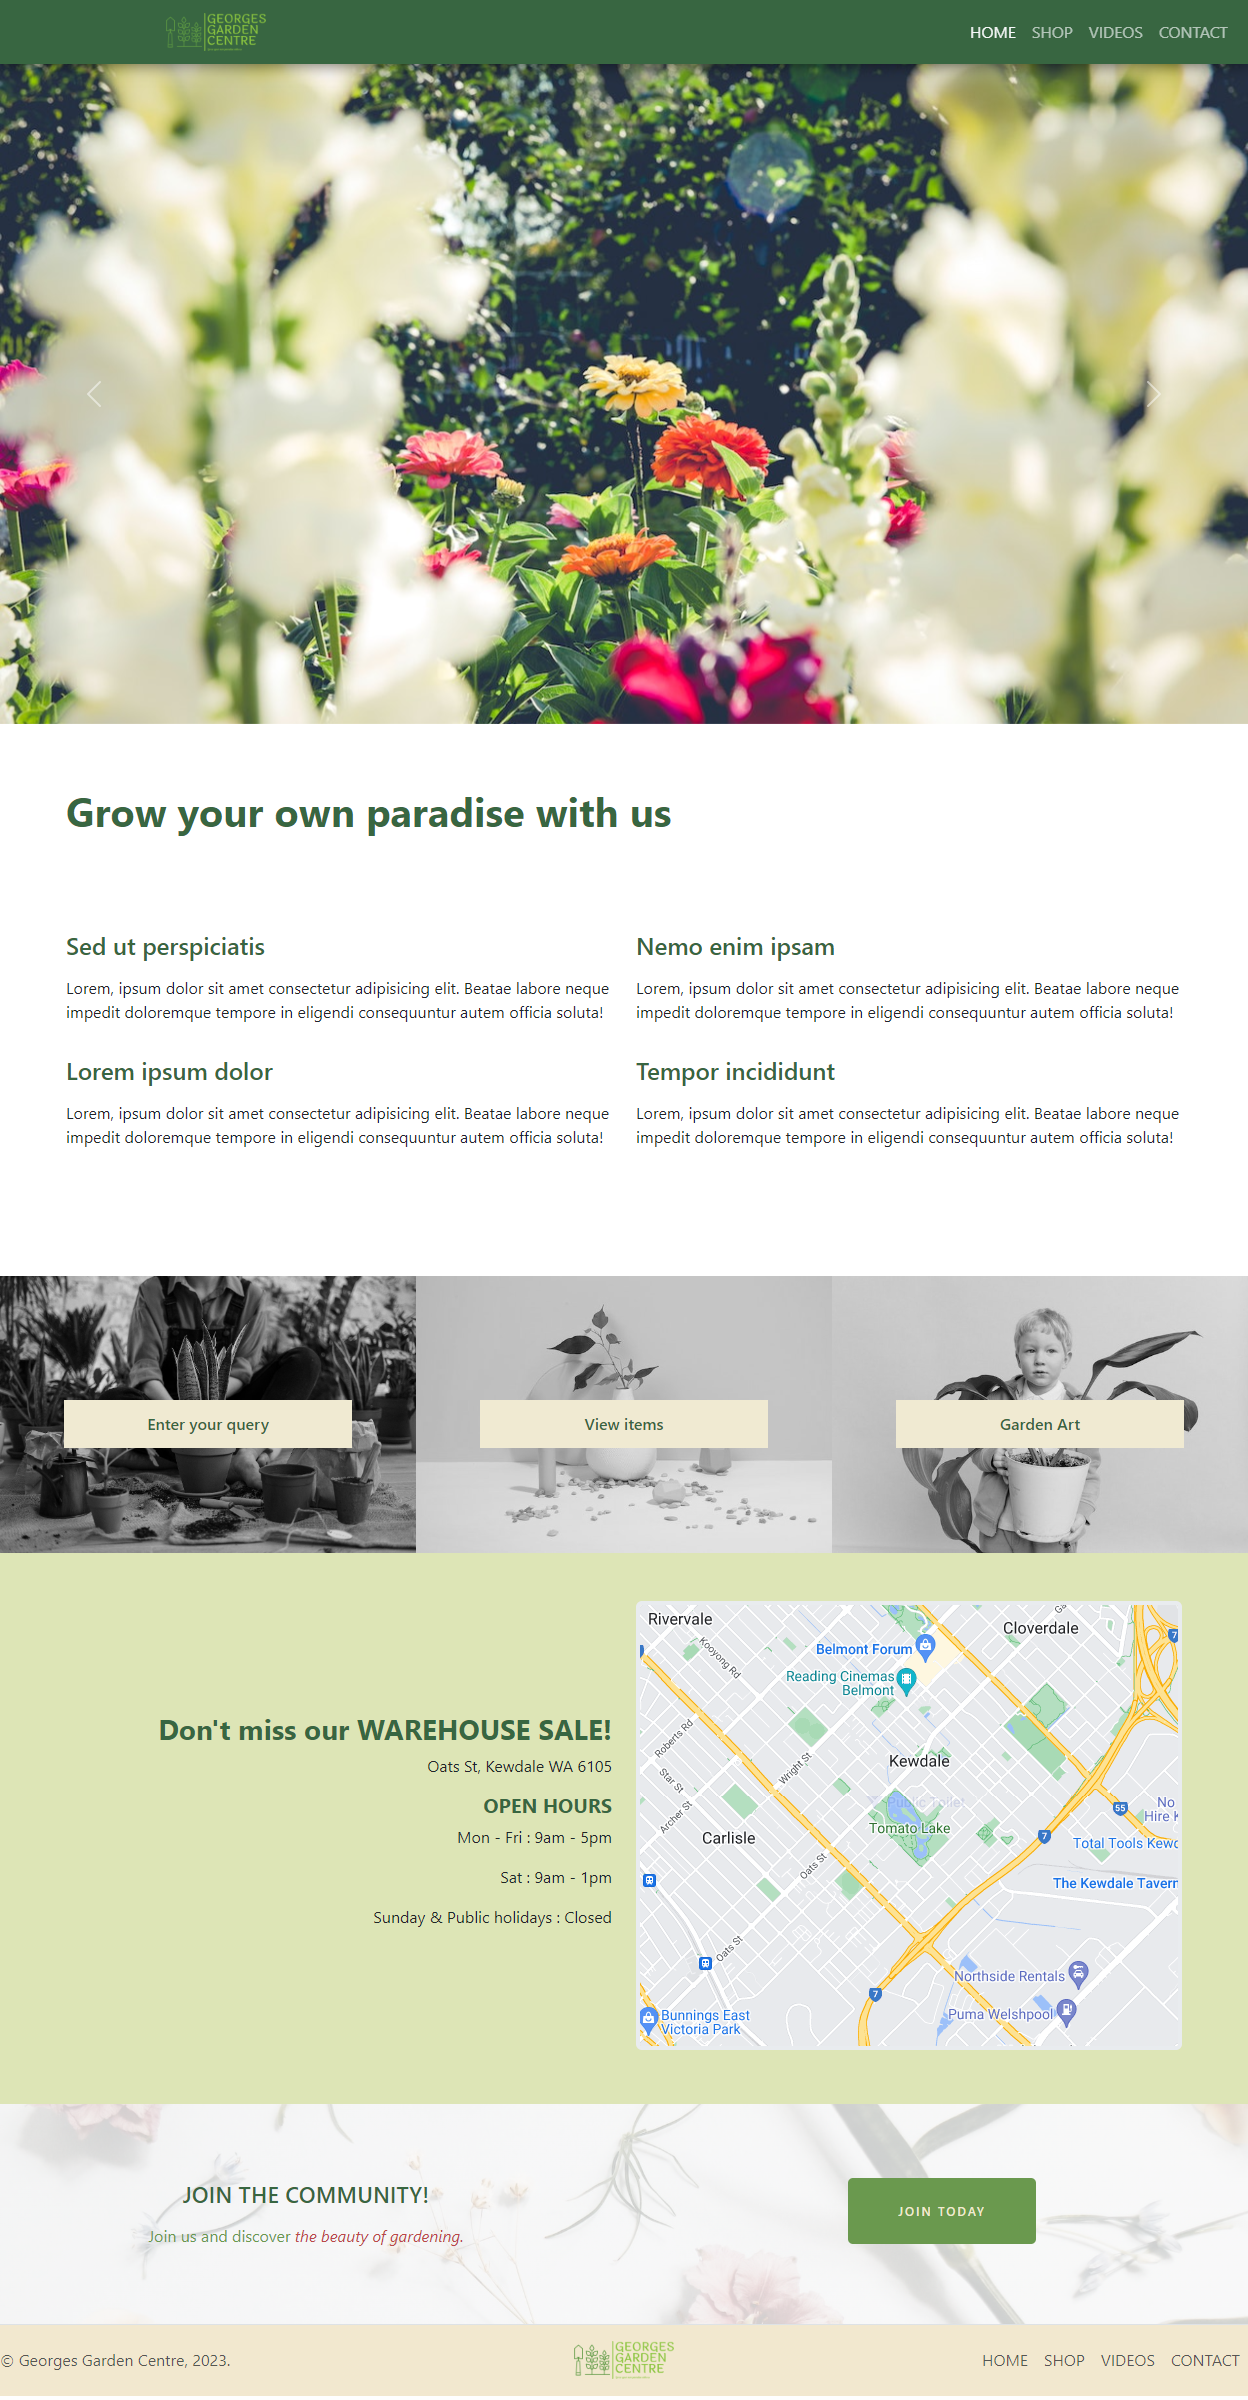 GEORGES
GARDEN
CENTRE
HOME SHOP VIDEOS CONTACT
Grow your own paradise with us
Sed ut perspiciatis
Lorem, ipsum dolor sit amet consectetur adipisicing elit. Beatae labore neque
impedit doloremque tempore in eligendi consequuntur autem officia soluta!
Nemo enim ipsam
Lorem, ipsum dolor sit amet consectetur adipisicing elit. Beatae labore neque
impedit doloremque tempore in eligendi consequuntur autem officia soluta!
Lorem ipsum dolor
Lorem, ipsum dolor sit amet consectetur adipisicing elit. Beatae labore neque
impedit doloremque tempore in eligendi consequuntur autem officia soluta!
Tempor incididunt
Lorem, ipsum dolor sit amet consectetur adipisicing elit. Beatae labore neque
impedit doloremque tempore in eligendi consequuntur autem officia soluta!
Enter your query
View items
Garden Art
Don't miss our WAREHOUSE SALE!
Oats St, Kewdale WA 6105
OPEN HOURS
Mon - Fri : 9am - 5pm
Sat : 9am - 1pm
Sunday & Public holidays : Closed
Rivervale
Cloverdale
Ga
7
Kooyong Rd
Belmont Forum
Reading Cinemas
Belmont
Roberts Rd
Wright St
Kewdale
Star St
Archer St
Public Toilet
Tomato Lake
55
No
Hire K
Carlisle
7
Total Tools Kewd
Oats St
The Kewdale Tavern
Oats St
Northside Rentals
7
Puma Welshpool
Bunnings East
Victoria Park
JOIN THE COMMUNITY!
Join us and discover the beauty of gardening.
JOIN TODAY
© Georges Garden Centre, 2023.
GEORGES
GARDEN
CENTRE
HOME SHOP VIDEOS CONTACT